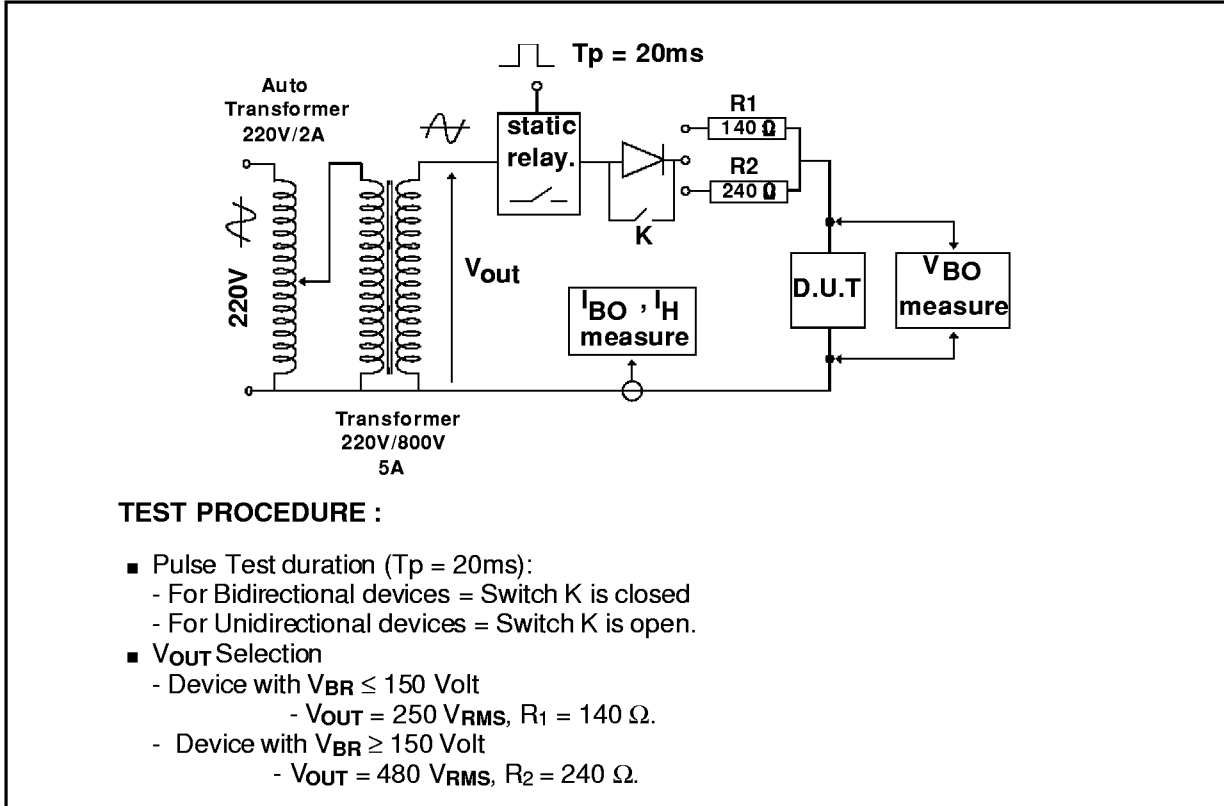 Tp = 20ms
Auto
Transformer
220V/2A
static
relay.
R1
140 Ω
R2
240 Ω
K
220V
Vout
IBO , IH
measure
D.U.T
VBO
measure
Transformer
220V/800V
5A
TEST PROCEDURE :
■ Pulse Test duration (Tp = 20ms):
- For Bidirectional devices = Switch K is closed
- For Unidirectional devices = Switch K is open.
■ VOUT Selection
- Device with VBR ≤ 150 Volt
- VOUT = 250 VRMS, R1 = 140 Ω.
- Device with VBR ≥ 150 Volt
- VOUT = 480 VRMS, R2 = 240 Ω.